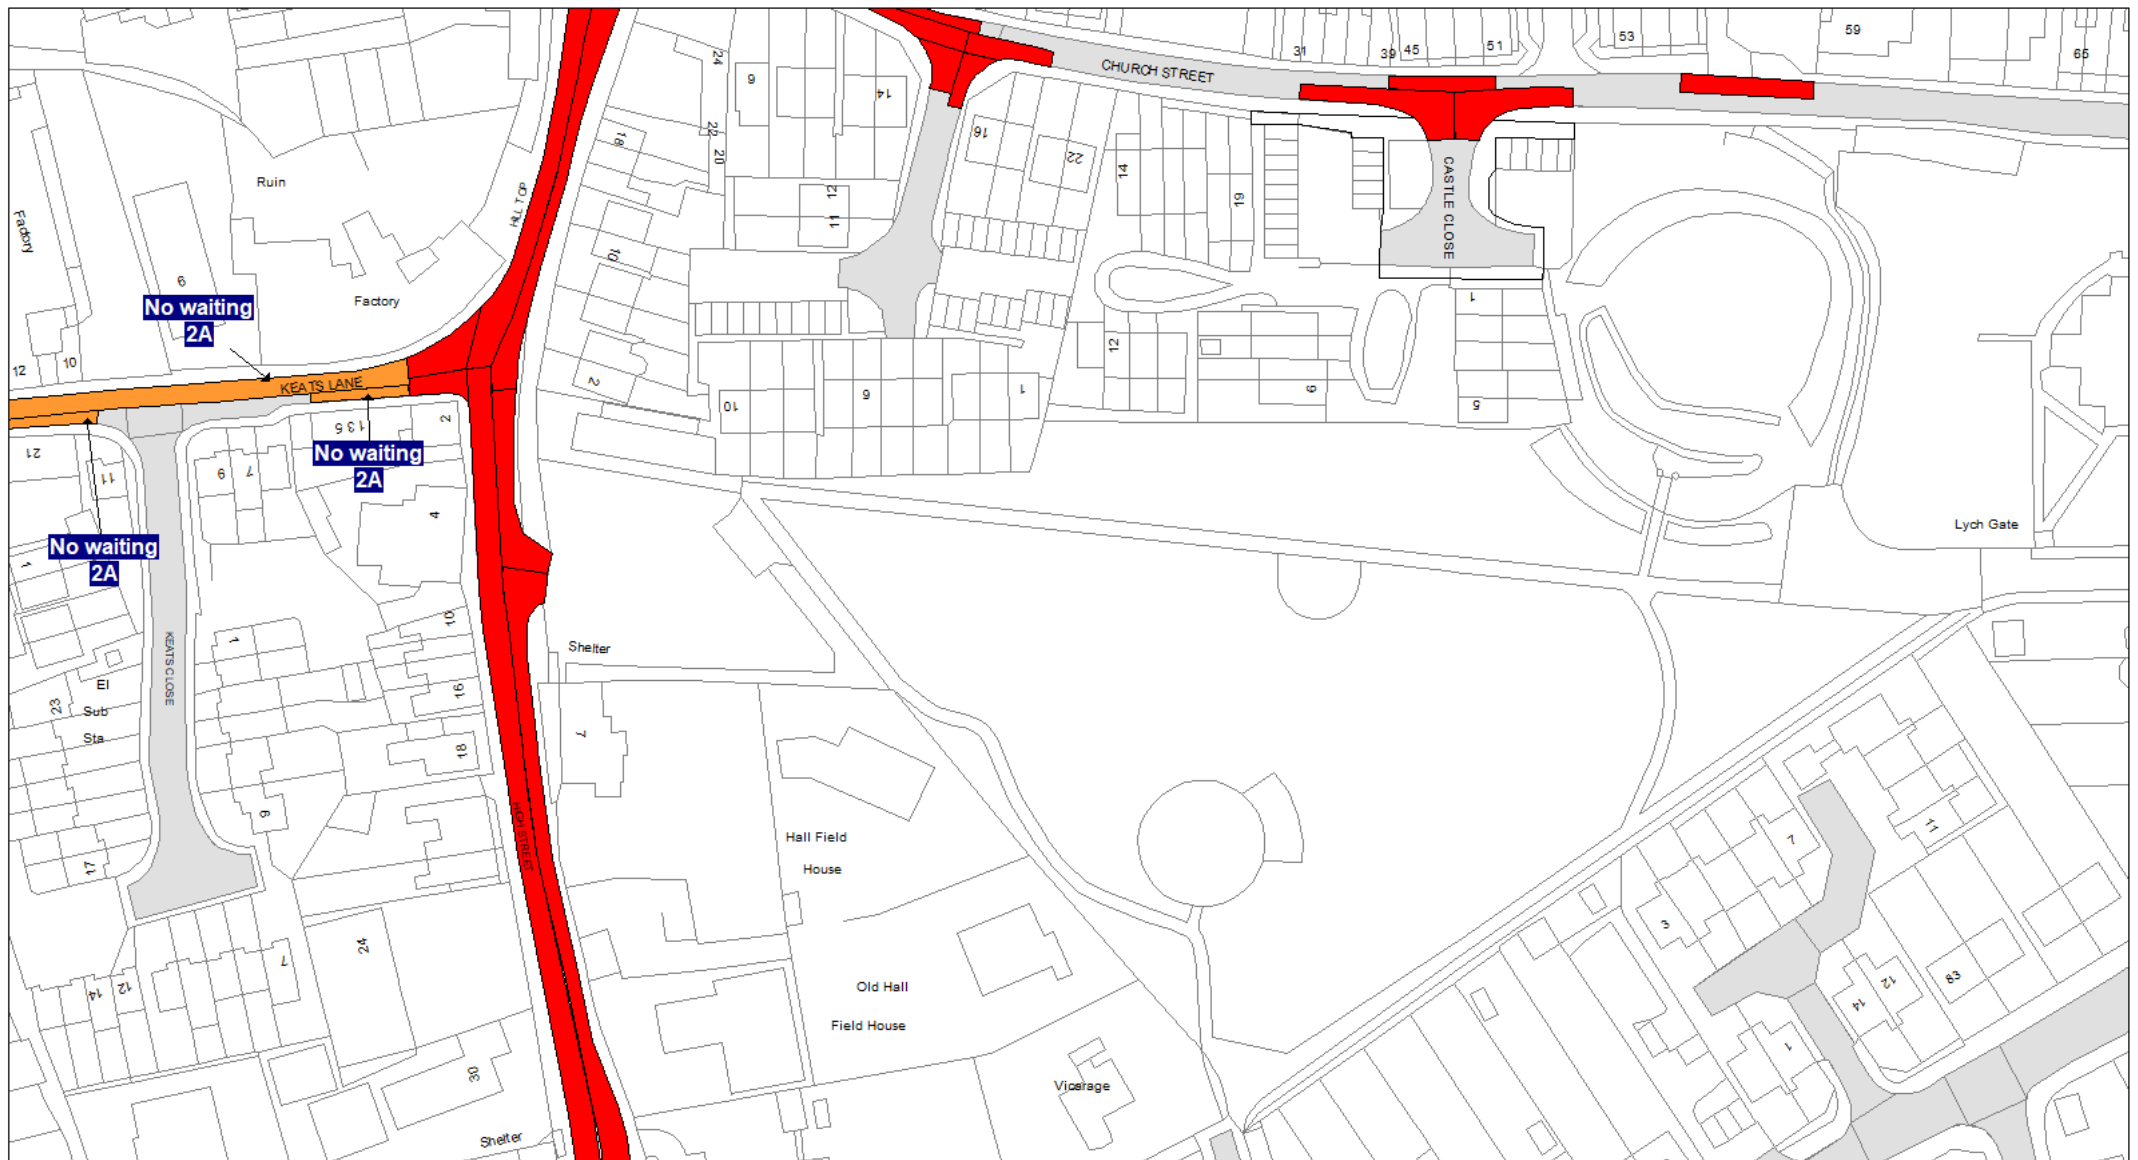 31
39
45
51
53
59
65
CHURCH STREET
24
6
14
22
20
18
16
22
14
19
12
11
10
HILL TOP
Ruin
Factory
9
Factory
CASTLE CLOSE
No waiting
2A
12
10
KEATS LANE
2
10
6
1
12
9
1
5
21
11
9
7
1 3 5
2
No waiting
2A
4
No waiting
2A
1
Lych Gate
Shelter
10
1
16
18
KEATS CLOSE
El
Sub
Sta
23
7
9
17
HIGH STREET
Hall Field
House
24
7
14
12
Old Hall
Field House
30
Shelter
Vicarage
7
11
3
12
14
83
1